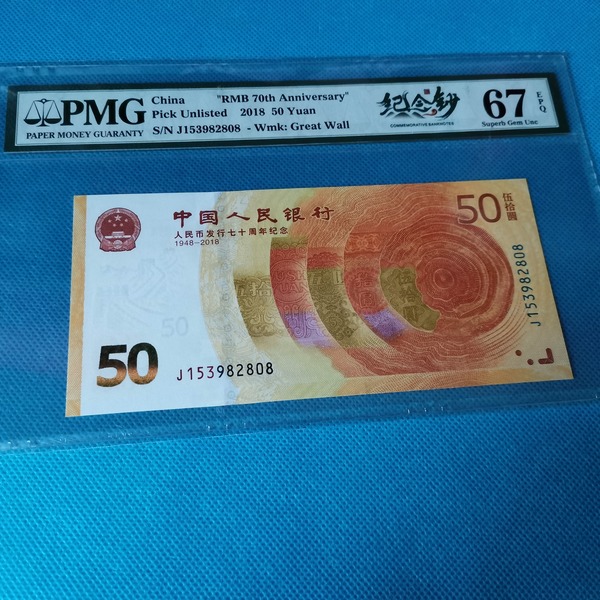 PMG
PAPER MONEY GUARANTY
China "RMB 70th Anniversary"
Pick Unlisted 2018 50 Yuan
S/N J153982808 - Wmk: Great Wall
纪念钞
COMMEMORATIVE BANKNOTES
67 EPQ
Superb Gem Unc
中国人民银行
人民币发行七十周年纪念
1948-2018
50 伍拾圆
J153982808
50
50
J153982808